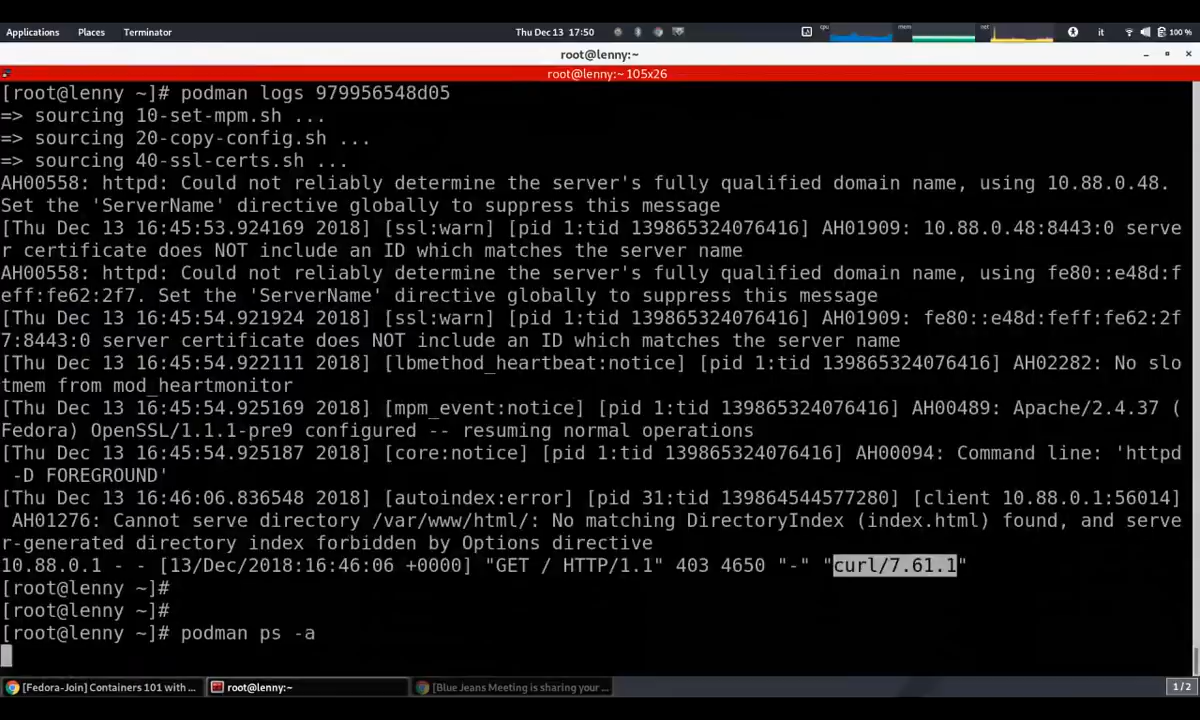 Applications Places Terminator Thu Dec 13 17:50 cpu mem net it 100 %
root@lenny:~
root@lenny:~ 105x26
[root@lenny ~]# podman logs 979956548d05
=> sourcing 10-set-mpm.sh ...
=> sourcing 20-copy-config.sh ...
=> sourcing 40-ssl-certs.sh ...
AH00558: httpd: Could not reliably determine the server's fully qualified domain name, using 10.88.0.48.
Set the 'ServerName' directive globally to suppress this message
[Thu Dec 13 16:45:53.924169 2018] [ssl:warn] [pid 1:tid 139865324076416] AH01909: 10.88.0.48:8443:0 serve
r certificate does NOT include an ID which matches the server name
AH00558: httpd: Could not reliably determine the server's fully qualified domain name, using fe80::e48d:f
eff:fe62:2f7. Set the 'ServerName' directive globally to suppress this message
[Thu Dec 13 16:45:54.921924 2018] [ssl:warn] [pid 1:tid 139865324076416] AH01909: fe80::e48d:feff:fe62:2f
7:8443:0 server certificate does NOT include an ID which matches the server name
[Thu Dec 13 16:45:54.922111 2018] [lbmethod_heartbeat:notice] [pid 1:tid 139865324076416] AH02282: No slo
tmem from mod_heartmonitor
[Thu Dec 13 16:45:54.925169 2018] [mpm_event:notice] [pid 1:tid 139865324076416] AH00489: Apache/2.4.37 (
Fedora) OpenSSL/1.1.1-pre9 configured -- resuming normal operations
[Thu Dec 13 16:45:54.925187 2018] [core:notice] [pid 1:tid 139865324076416] AH00094: Command line: 'httpd
-D FOREGROUND'
[Thu Dec 13 16:46:06.836548 2018] [autoindex:error] [pid 31:tid 139864544577280] [client 10.88.0.1:56014]
AH01276: Cannot serve directory /var/www/html/: No matching DirectoryIndex (index.html) found, and serve
r-generated directory index forbidden by Options directive
10.88.0.1 - - [13/Dec/2018:16:46:06 +0000] "GET / HTTP/1.1" 403 4650 "-" "curl/7.61.1"
[root@lenny ~]#
[root@lenny ~]#
[root@lenny ~]# podman ps -a
[Fedora-Join] Containers 101 with ... root@lenny:~ [Blue Jeans Meeting is sharing your ... 1/2